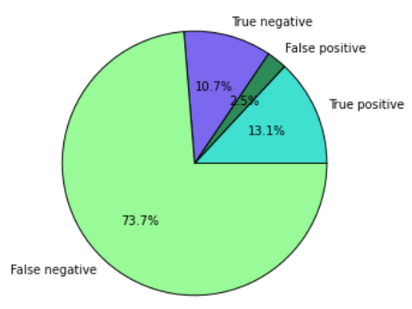 True negative
False positive
10.7%
2.5%
True positive
13.1%
73.7%
False negative